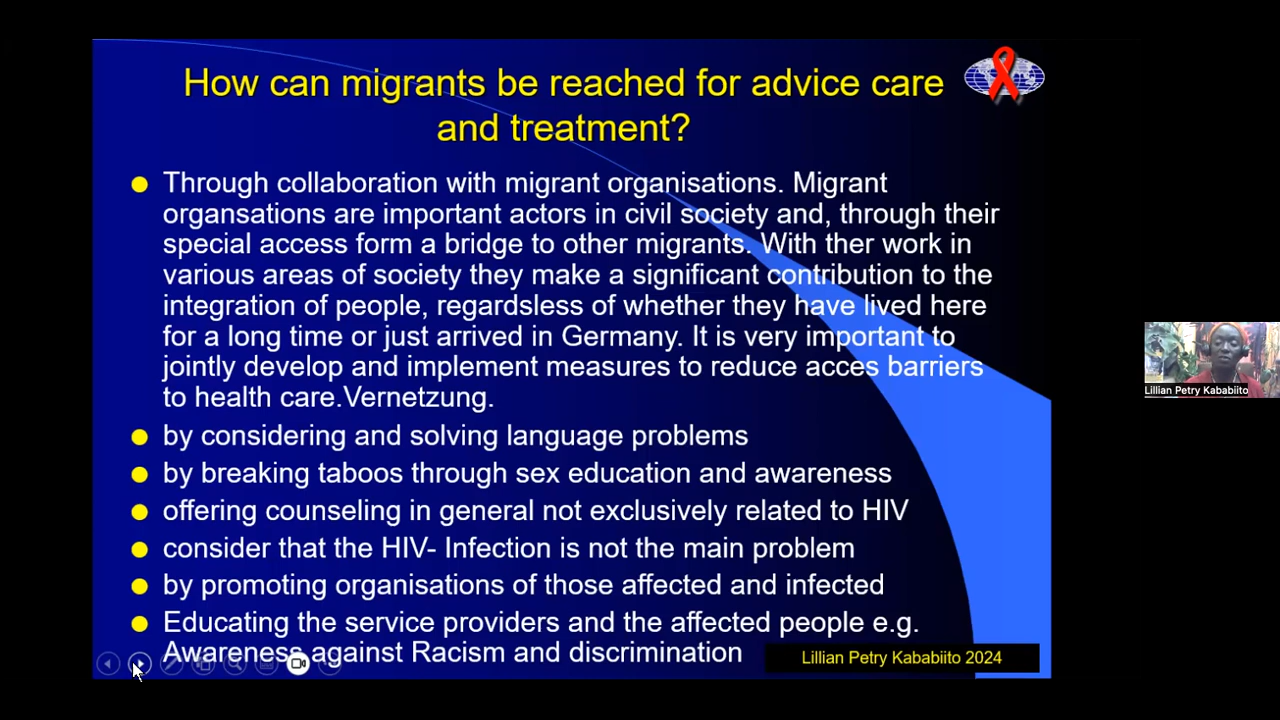 How can migrants be reached for advice care
and treatment?
Through collaboration with migrant organisations. Migrant
organsations are important actors in civil society and, through their
special access form a bridge to other migrants. With ther work in
various areas of society they make a significant contribution to the
integration of people, regardsless of whether they have lived here
for a long time or just arrived in Germany. It is very important to
jointly develop and implement measures to reduce acces barriers
to health care.Vernetzung.
by considering and solving language problems
by breaking taboos through sex education and awareness
offering counseling in general not exclusively related to HIV
consider that the HIV- Infection is not the main problem
by promoting organisations of those affected and infected
Educating the service providers and the affected people e.g.
Awareness against Racism and discrimination
Lillian Petry Kababiito 2024
Lillian Petry Kababiito